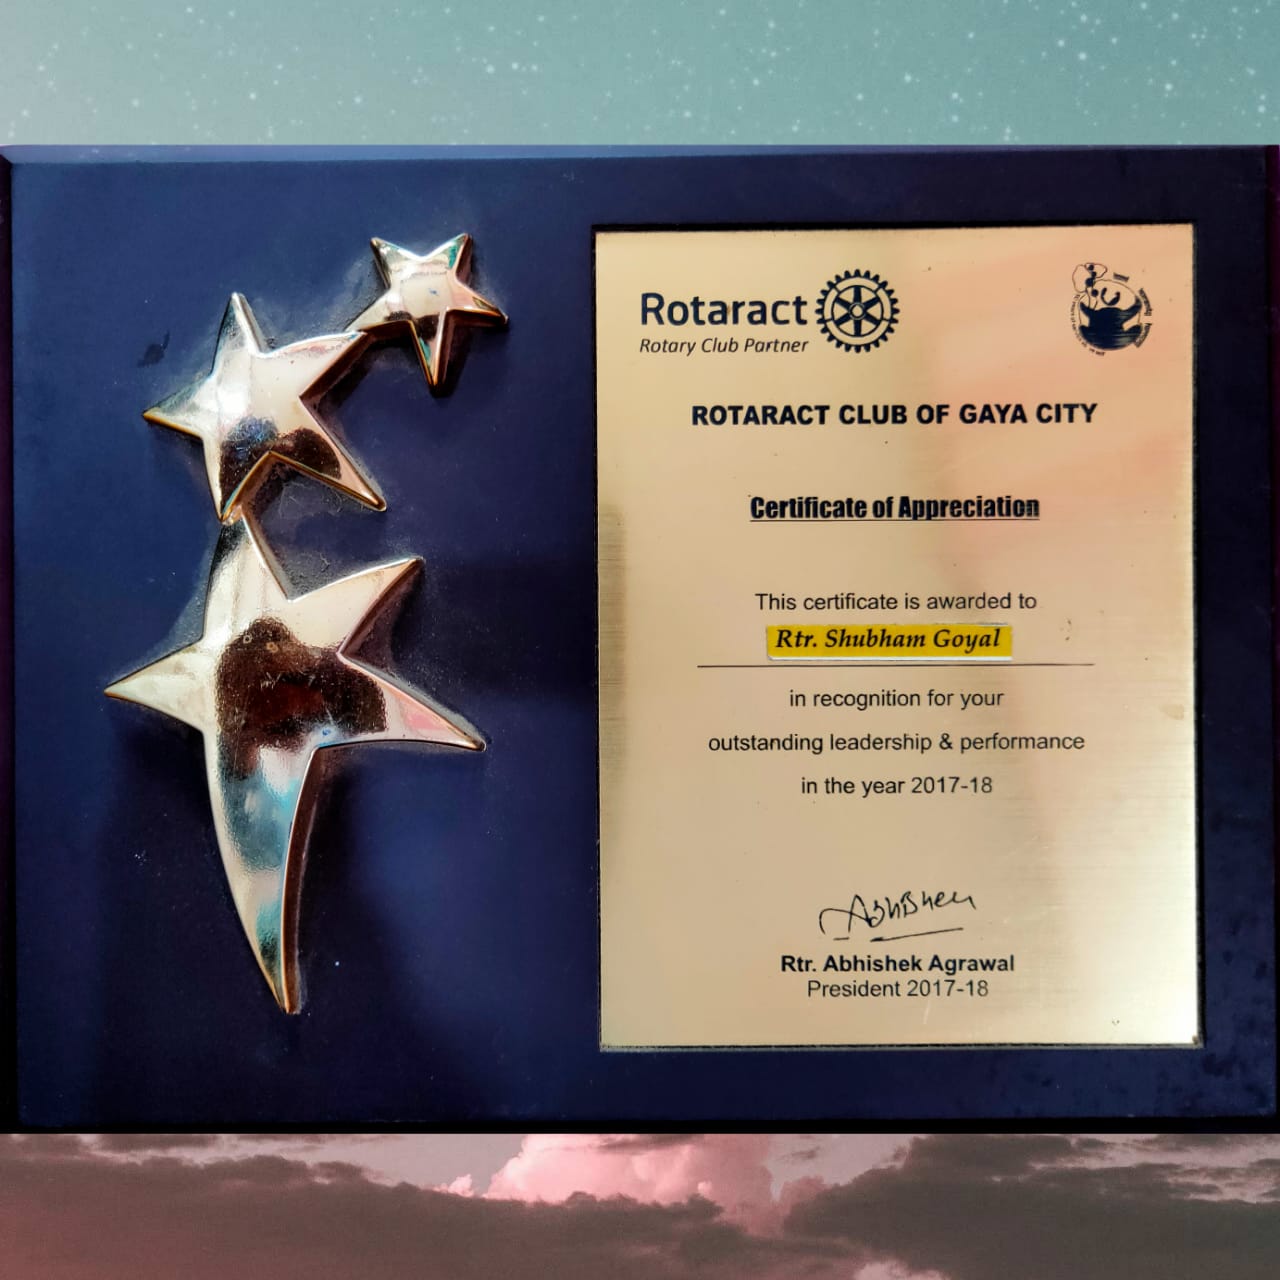 Rotaract
Rotary Club Partner
ROTARACT CLUB OF GAYA CITY
Certificate of Appreciation
This certificate is awarded to
Rtr. Shubham Goyal
in recognition for your
outstanding leadership & performance
in the year 2017-18
Abhishek
Rtr. Abhishek Agrawal
President 2017-18